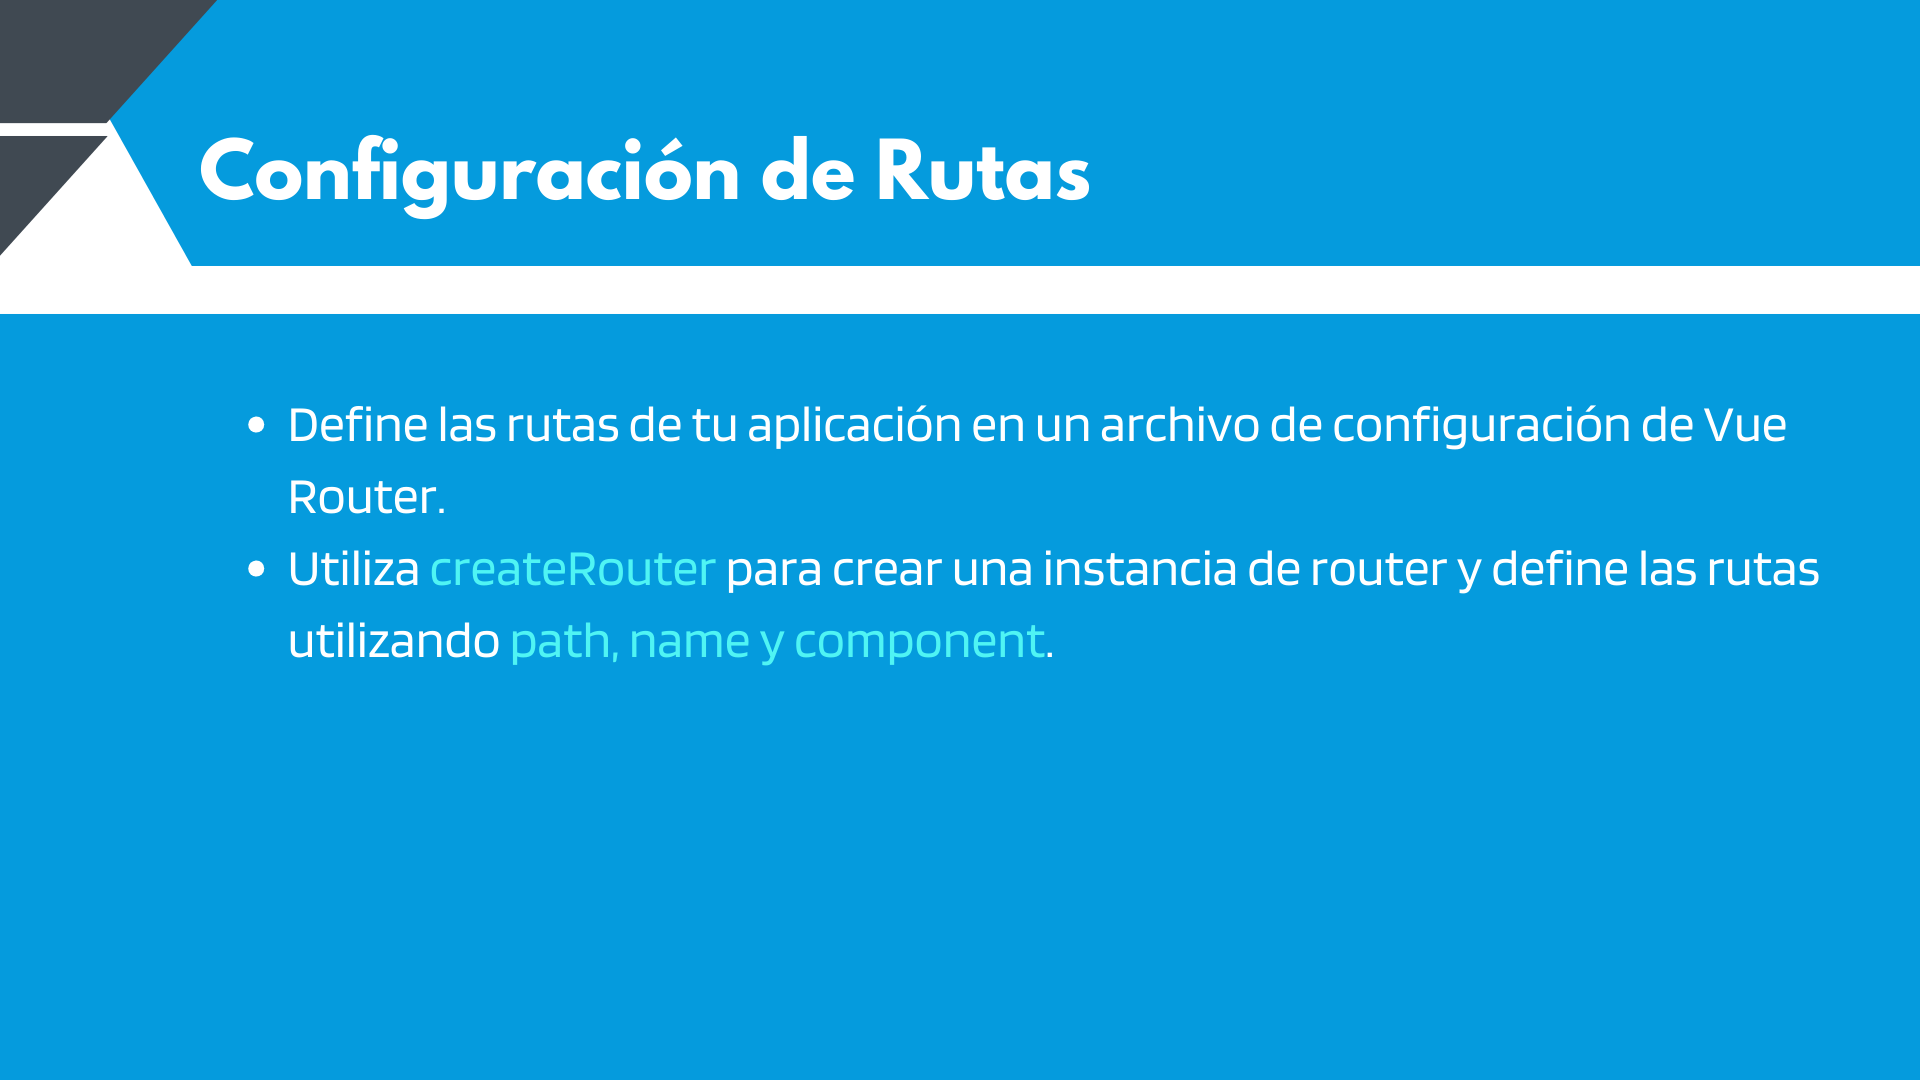 Configuración de Rutas
• Define las rutas de tu aplicación en un archivo de configuración de Vue
Router.
• Utiliza createRouter para crear una instancia de router y define las rutas
utilizando path, name y component.